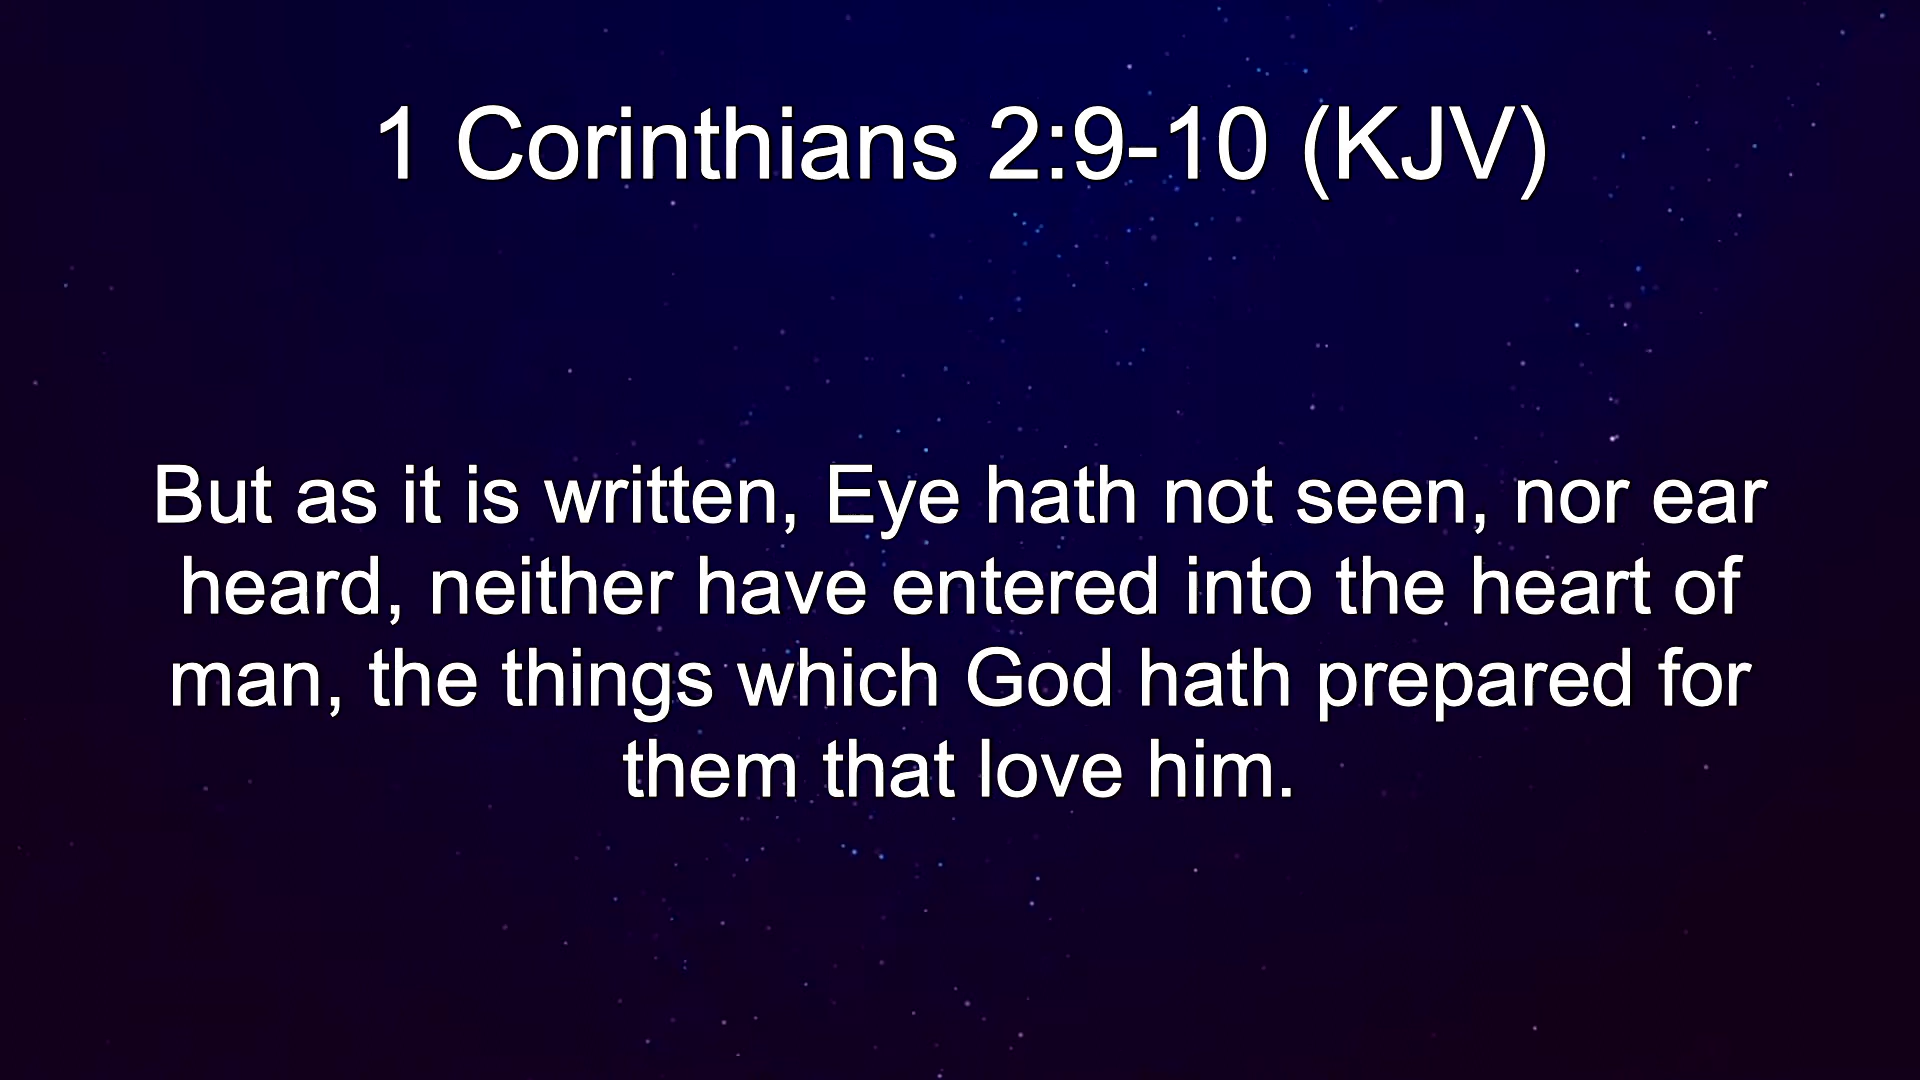 1 Corinthians 2:9-10 (KJV)
But as it is written, Eye hath not seen, nor ear
heard, neither have entered into the heart of
man, the things which God hath prepared for
them that love him.